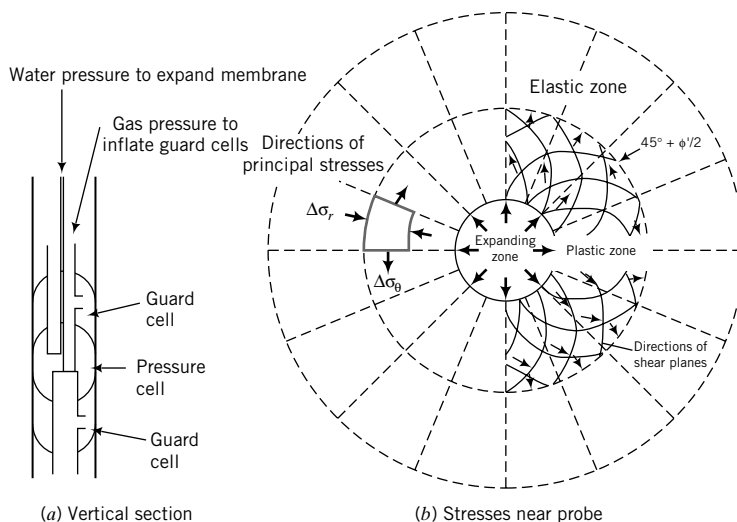 Water pressure to expand membrane
Gas pressure to
inflate guard cells
Guard
cell
Pressure
cell
Guard
cell
(a) Vertical section
Elastic zone
Directions of
principal stresses
45° + ϕ'/2
Δσr
Δσθ
Expanding
zone
Plastic zone
Directions of
shear planes
(b) Stresses near probe